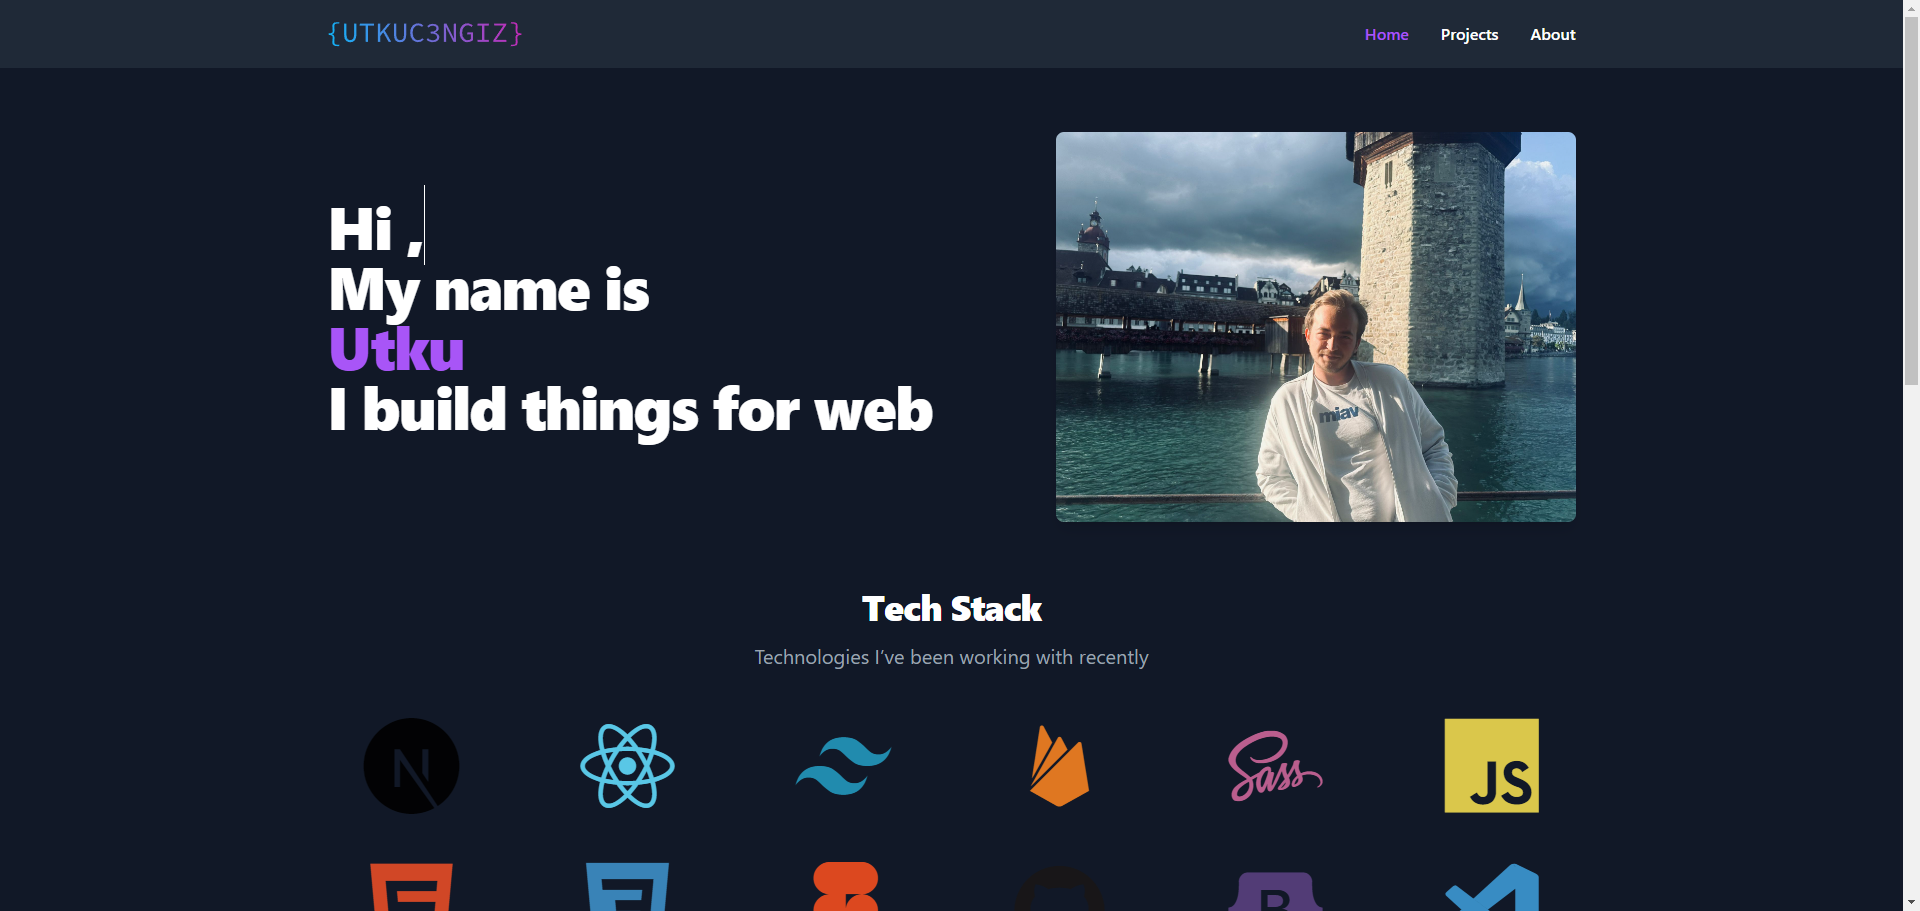 {UTKUC3NGIZ}
Home Projects About
Hi ,
My name is
Utku
I build things for web
miav
Tech Stack
Technologies I’ve been working with recently
N
Sass
JS
B